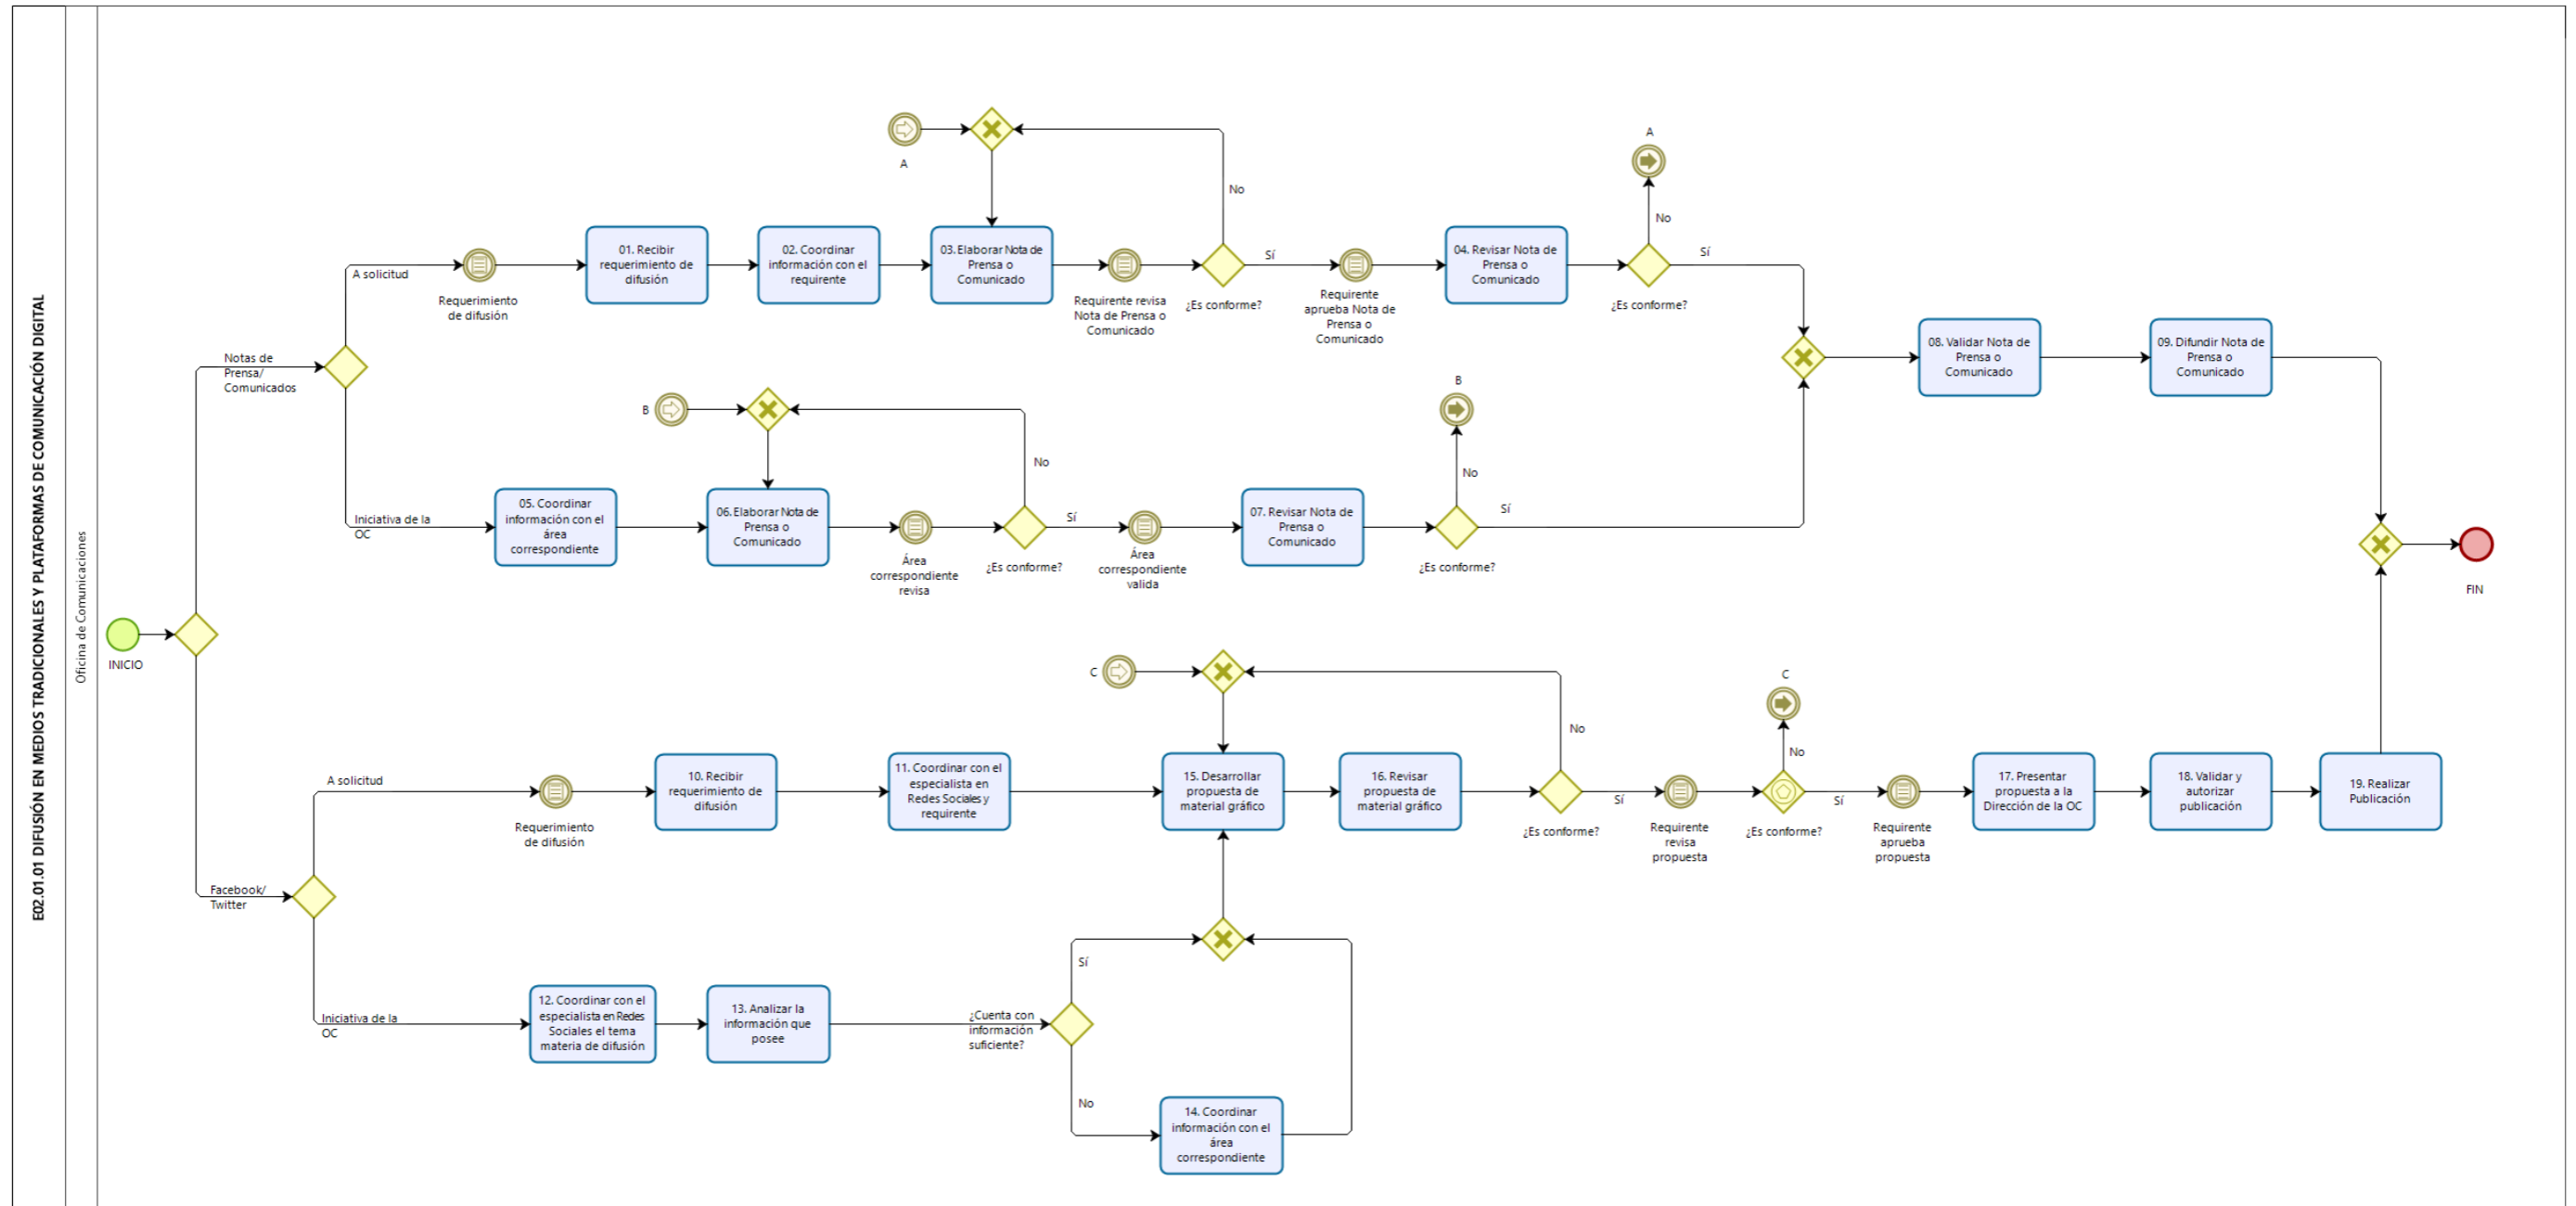 E02.01.01 DIFUSIÓN EN MEDIOS TRADICIONALES Y PLATAFORMAS DE COMUNICACIÓN DIGITAL
Oficina de Comunicaciones
INICIO
Notas de
Prensa/
Comunicados
A solicitud
Requerimiento
de difusión
01. Recibir
requerimiento de
difusión
02. Coordinar
información con el
requirente
A
03. Elaborar Nota de
Prensa o
Comunicado
Requirente revisa
Nota de Prensa o
Comunicado
No
¿Es conforme?
Sí
Requirente
aprueba Nota de
Prensa o
Comunicado
04. Revisar Nota de
Prensa o
Comunicado
A
No
¿Es conforme?
Sí
Iniciativa de la
OC
05. Coordinar
información con el
área
correspondiente
B
06. Elaborar Nota de
Prensa o
Comunicado
Área
correspondiente
revisa
No
¿Es conforme?
Sí
Área
correspondiente
valida
07. Revisar Nota de
Prensa o
Comunicado
B
No
¿Es conforme?
Sí
08. Validar Nota de
Prensa o
Comunicado
09. Difundir Nota de
Prensa o
Comunicado
FIN
Facebook/
Twitter
A solicitud
Requerimiento
de difusión
10. Recibir
requerimiento de
difusión
11. Coordinar con el
especialista en
Redes Sociales y
requirente
C
15. Desarrollar
propuesta de
material gráfico
16. Revisar
propuesta de
material gráfico
No
¿Es conforme?
Sí
Requirente
revisa
propuesta
C
No
¿Es conforme?
Sí
Requirente
aprueba
propuesta
17. Presentar
propuesta a la
Dirección de la OC
18. Validar y
autorizar
publicación
19. Realizar
Publicación
Iniciativa de la
OC
12. Coordinar con el
especialista en Redes
Sociales el tema
materia de difusión
13. Analizar la
información que
posee
¿Cuenta con
información
suficiente?
Sí
No
14. Coordinar
información con el
área
correspondiente